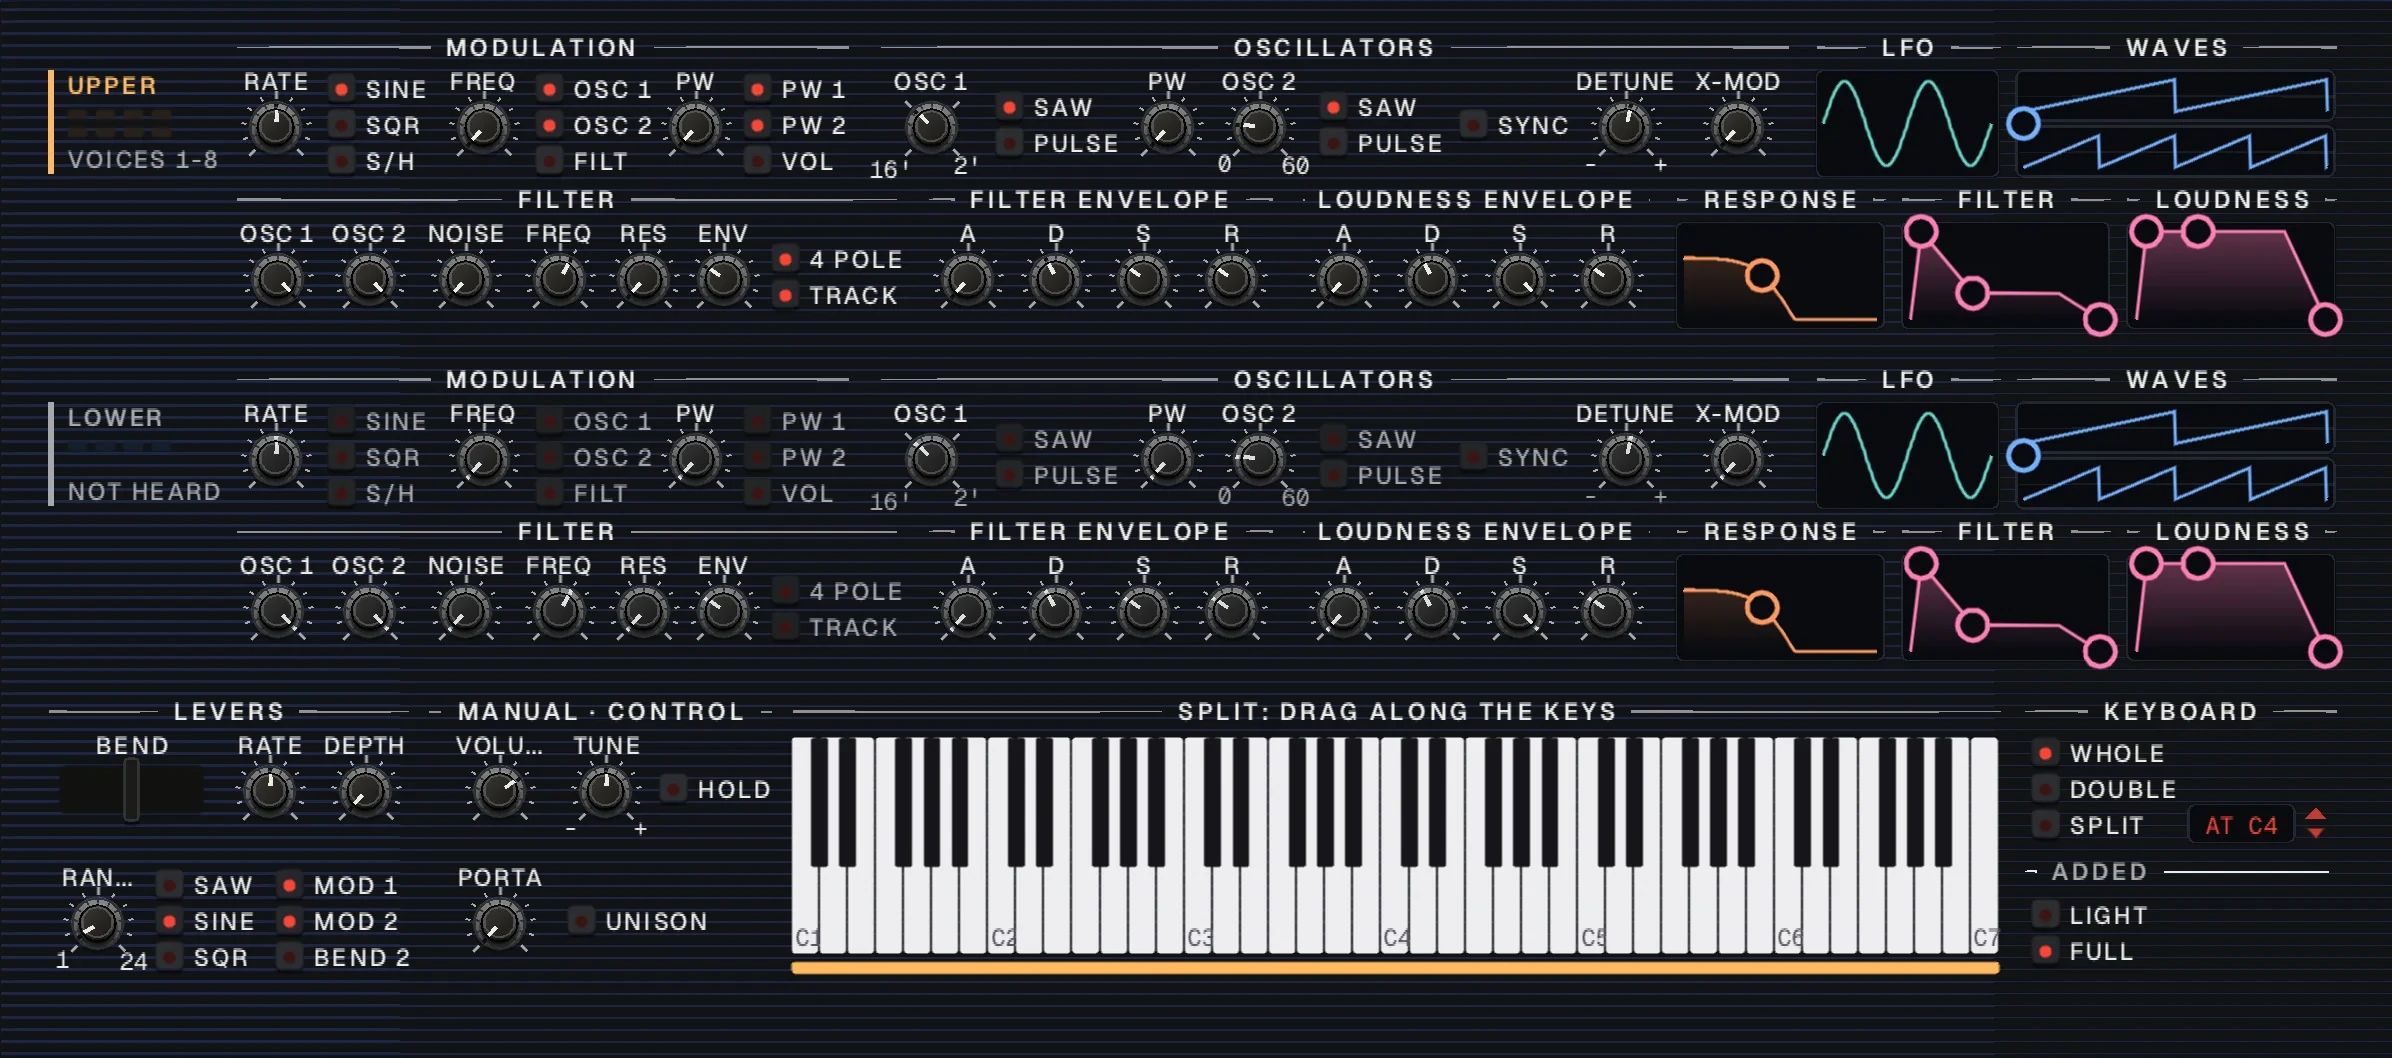 MODULATION OSCILLATORS LFO WAVES
UPPER RATE SINE FREQ OSC 1 PW PW 1 OSC 1 SAW PW OSC 2 SAW DETUNE X-MOD
SQR OSC 2 PW 2 SYNC
VOICES 1-8 S/H FILT VOL 16' 2' PULSE 0 60 PULSE - +
FILTER FILTER ENVELOPE LOUDNESS ENVELOPE RESPONSE FILTER LOUDNESS
OSC 1 OSC 2 NOISE FREQ RES ENV A D S R A D S R
4 POLE
TRACK
MODULATION OSCILLATORS LFO WAVES
LOWER RATE SINE FREQ OSC 1 PW PW 1 OSC 1 SAW PW OSC 2 SAW DETUNE X-MOD
SQR OSC 2 PW 2 SYNC
NOT HEARD S/H FILT VOL 16' 2' PULSE 0 60 PULSE - +
FILTER FILTER ENVELOPE LOUDNESS ENVELOPE RESPONSE FILTER LOUDNESS
OSC 1 OSC 2 NOISE FREQ RES ENV A D S R A D S R
4 POLE
TRACK
LEVERS MANUAL · CONTROL SPLIT: DRAG ALONG THE KEYS KEYBOARD
BEND RATE DEPTH VOLU... TUNE WHOLE
HOLD DOUBLE
- + SPLIT AT C4
RAN... SAW MOD 1 PORTA ADDED
SINE MOD 2 UNISON LIGHT
1 24 SQR BEND 2 C1 C2 C3 C4 C5 C6 C7 FULL